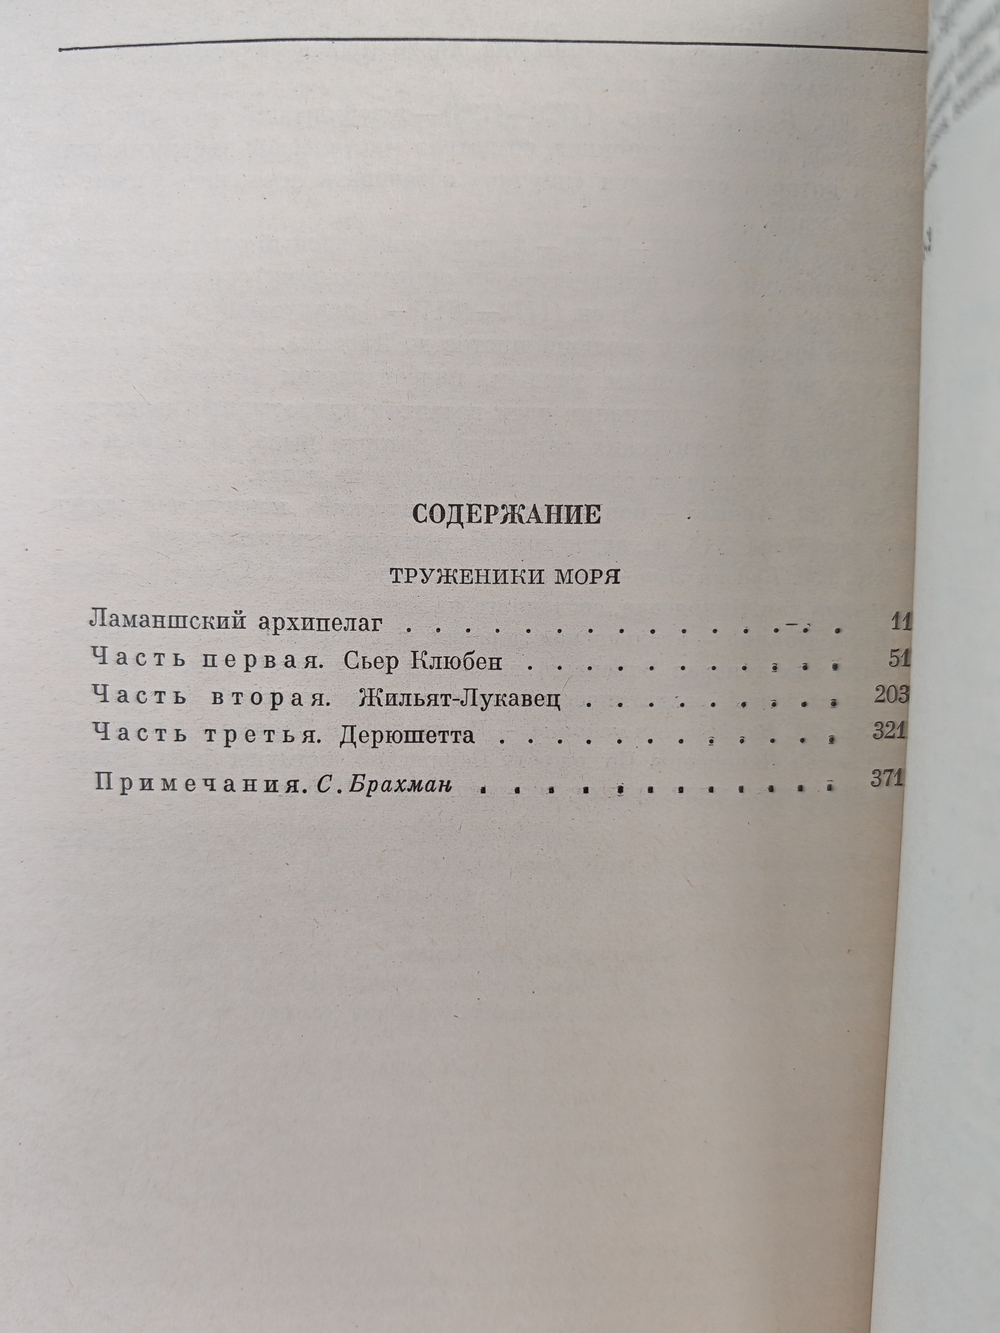 СОДЕРЖАНИЕ
ТРУЖЕНИКИ МОРЯ
Ламаншский архипелаг . . . . . . . . . . . . . . . 11
Часть первая. Сьер Клюбен . . . . . . . . . . . 51
Часть вторая. Жильят-Лукавец . . . . . . . . . 203
Часть третья. Дерюшетта . . . . . . . . . . . . 321
Примечания. С. Брахман . . . . . . . . . . . . 371